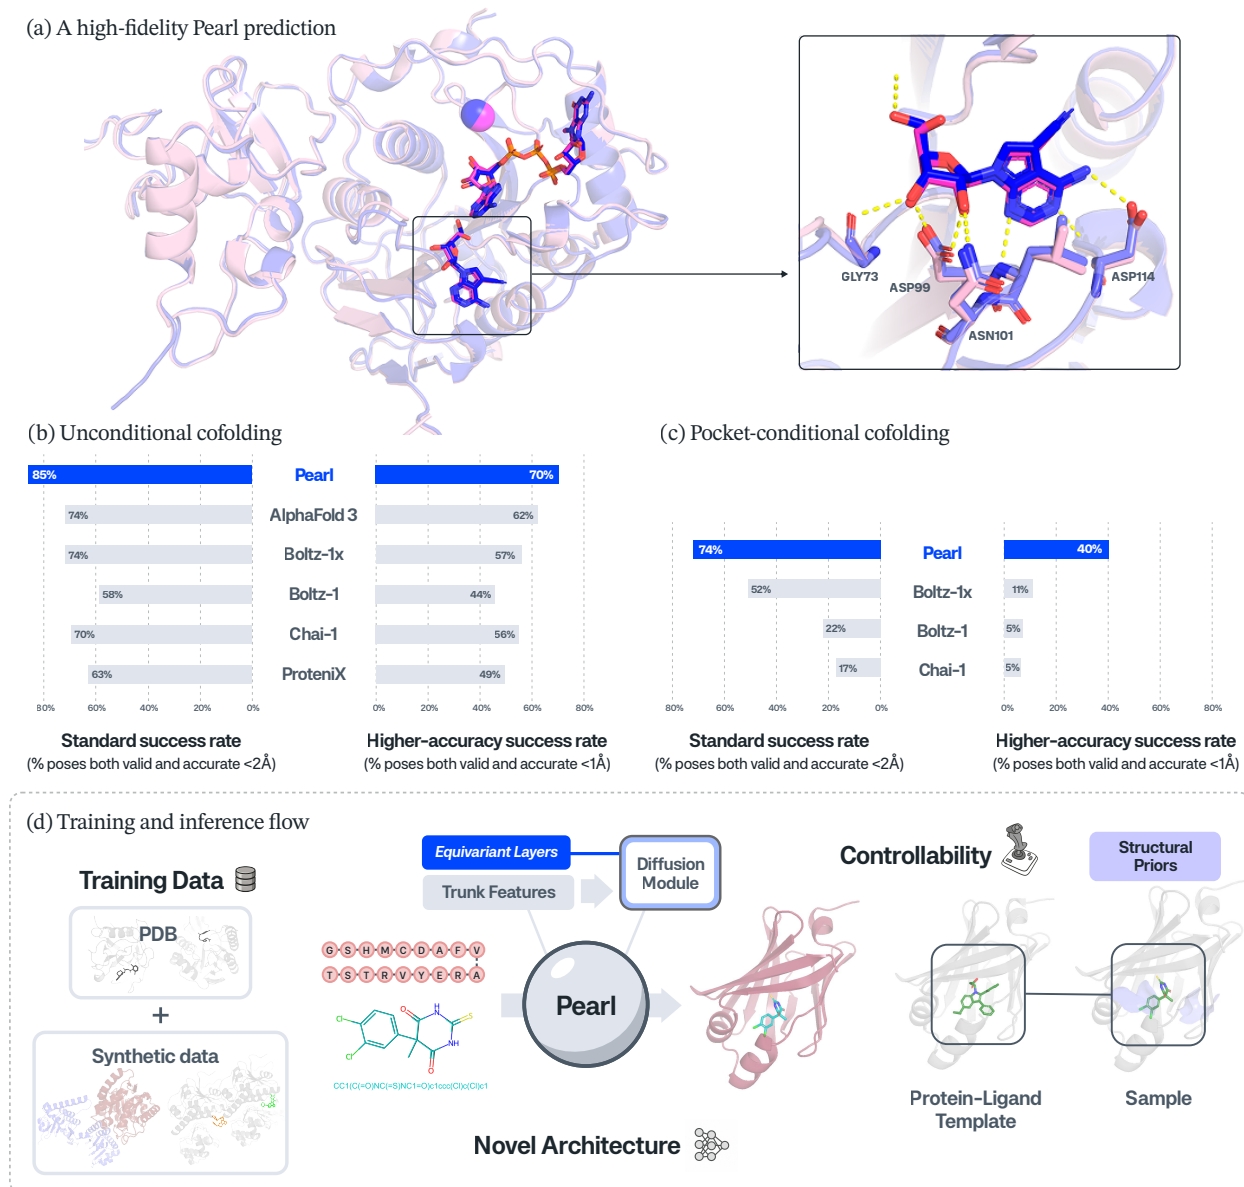 (a) A high-fidelity Pearl prediction
GLY73
ASP99
ASN101
ASP114
(b) Unconditional cofolding
85% Pearl 70%
74% AlphaFold 3 62%
74% Boltz-1x 57%
58% Boltz-1 44%
70% Chai-1 56%
63% ProteniX 49%
80% 60% 40% 20% 0% 0% 20% 40% 60% 80%
Standard success rate
(% poses both valid and accurate <2Å)
Higher-accuracy success rate
(% poses both valid and accurate <1Å)
(c) Pocket-conditional cofolding
74% Pearl 40%
52% Boltz-1x 11%
22% Boltz-1 5%
17% Chai-1 5%
80% 60% 40% 20% 0% 0% 20% 40% 60% 80%
Standard success rate
(% poses both valid and accurate <2Å)
Higher-accuracy success rate
(% poses both valid and accurate <1Å)
(d) Training and inference flow
Training Data
PDB
+
Synthetic data
Equivariant Layers
Trunk Features
Diffusion
Module
G S H M C D A F V
T S T R V Y E R A
Cl
Cl
O
NH
S
NH
O
CC1(C(=O)NC(=S)NC1=O)c1ccc(Cl)c(Cl)c1
Pearl
Novel Architecture
Controllability
Structural
Priors
Protein-Ligand
Template
Sample